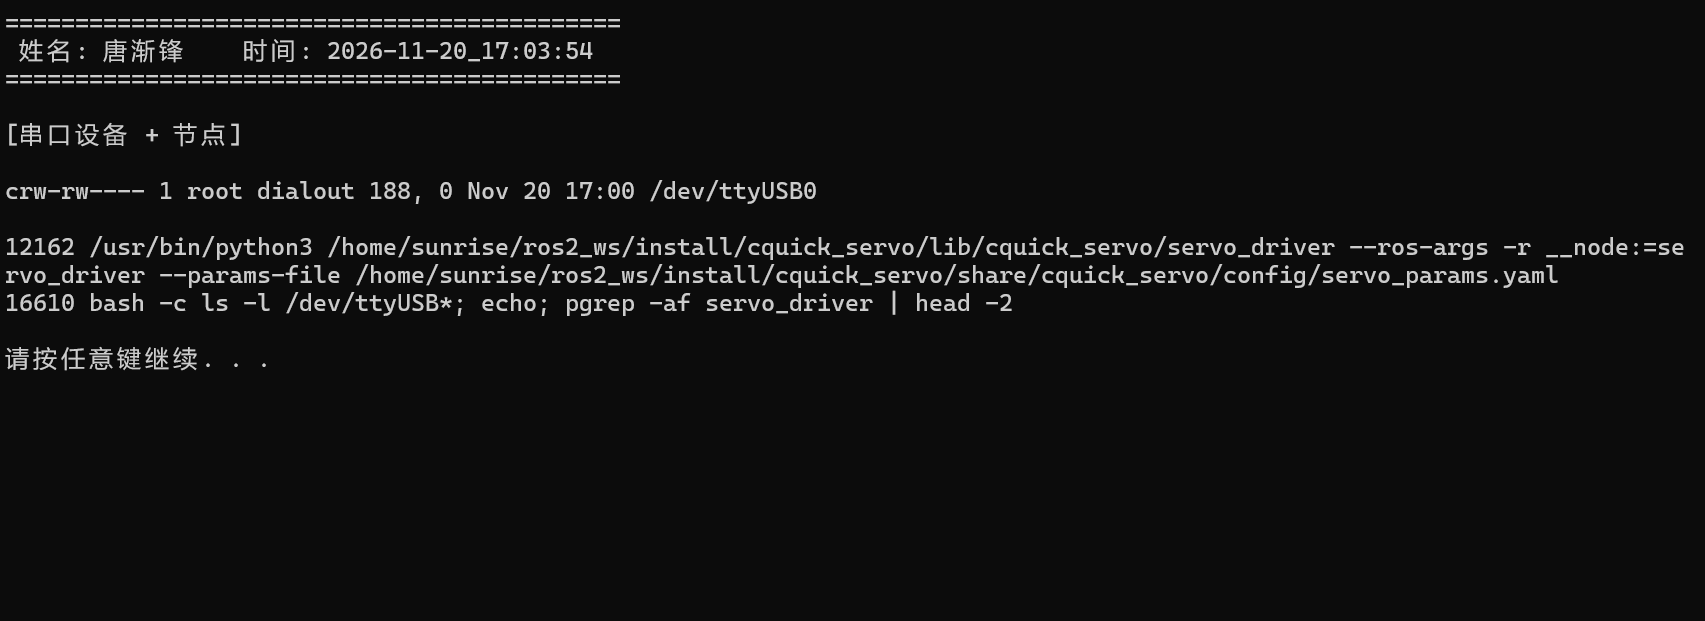 ============================================
姓名: 唐渐锋    时间: 2026-11-20_17:03:54
============================================
[串口设备 + 节点]
crw-rw---- 1 root dialout 188, 0 Nov 20 17:00 /dev/ttyUSB0
12162 /usr/bin/python3 /home/sunrise/ros2_ws/install/cquick_servo/lib/cquick_servo/servo_driver --ros-args -r __node:=se
rvo_driver --params-file /home/sunrise/ros2_ws/install/cquick_servo/share/cquick_servo/config/servo_params.yaml
16610 bash -c ls -l /dev/ttyUSB*; echo; pgrep -af servo_driver | head -2
请按任意键继续. . .